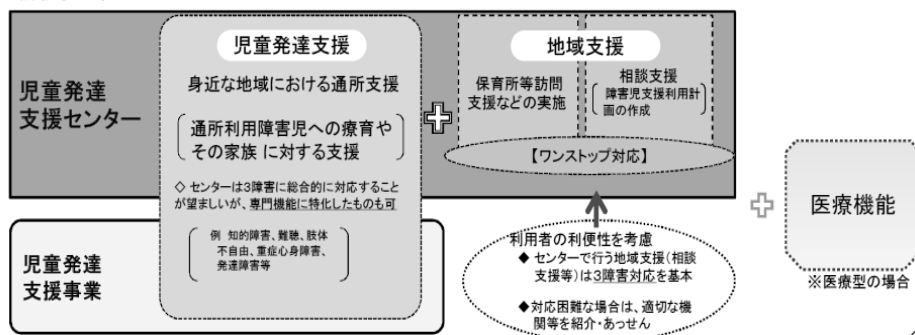 児童発達
支援センター
児童発達支援
身近な地域における通所支援
通所利用障害児への療育や
その家族 に対する支援
◇ センターは3障害に総合的に対応すること
が望ましいが、専門機能に特化したものも可
例 知的障害、難聴、肢体
不自由、重症心身障害、
発達障害等
地域支援
保育所等訪問
支援などの実施
相談支援
障害児支援利用計
画の作成
【ワンストップ対応】
児童発達
支援事業
利用者の利便性を考慮
◆ センターで行う地域支援(相談
支援等)は3障害対応を基本
◆対応困難な場合は、適切な機
関等を紹介・あっせん
医療機能
※医療型の場合